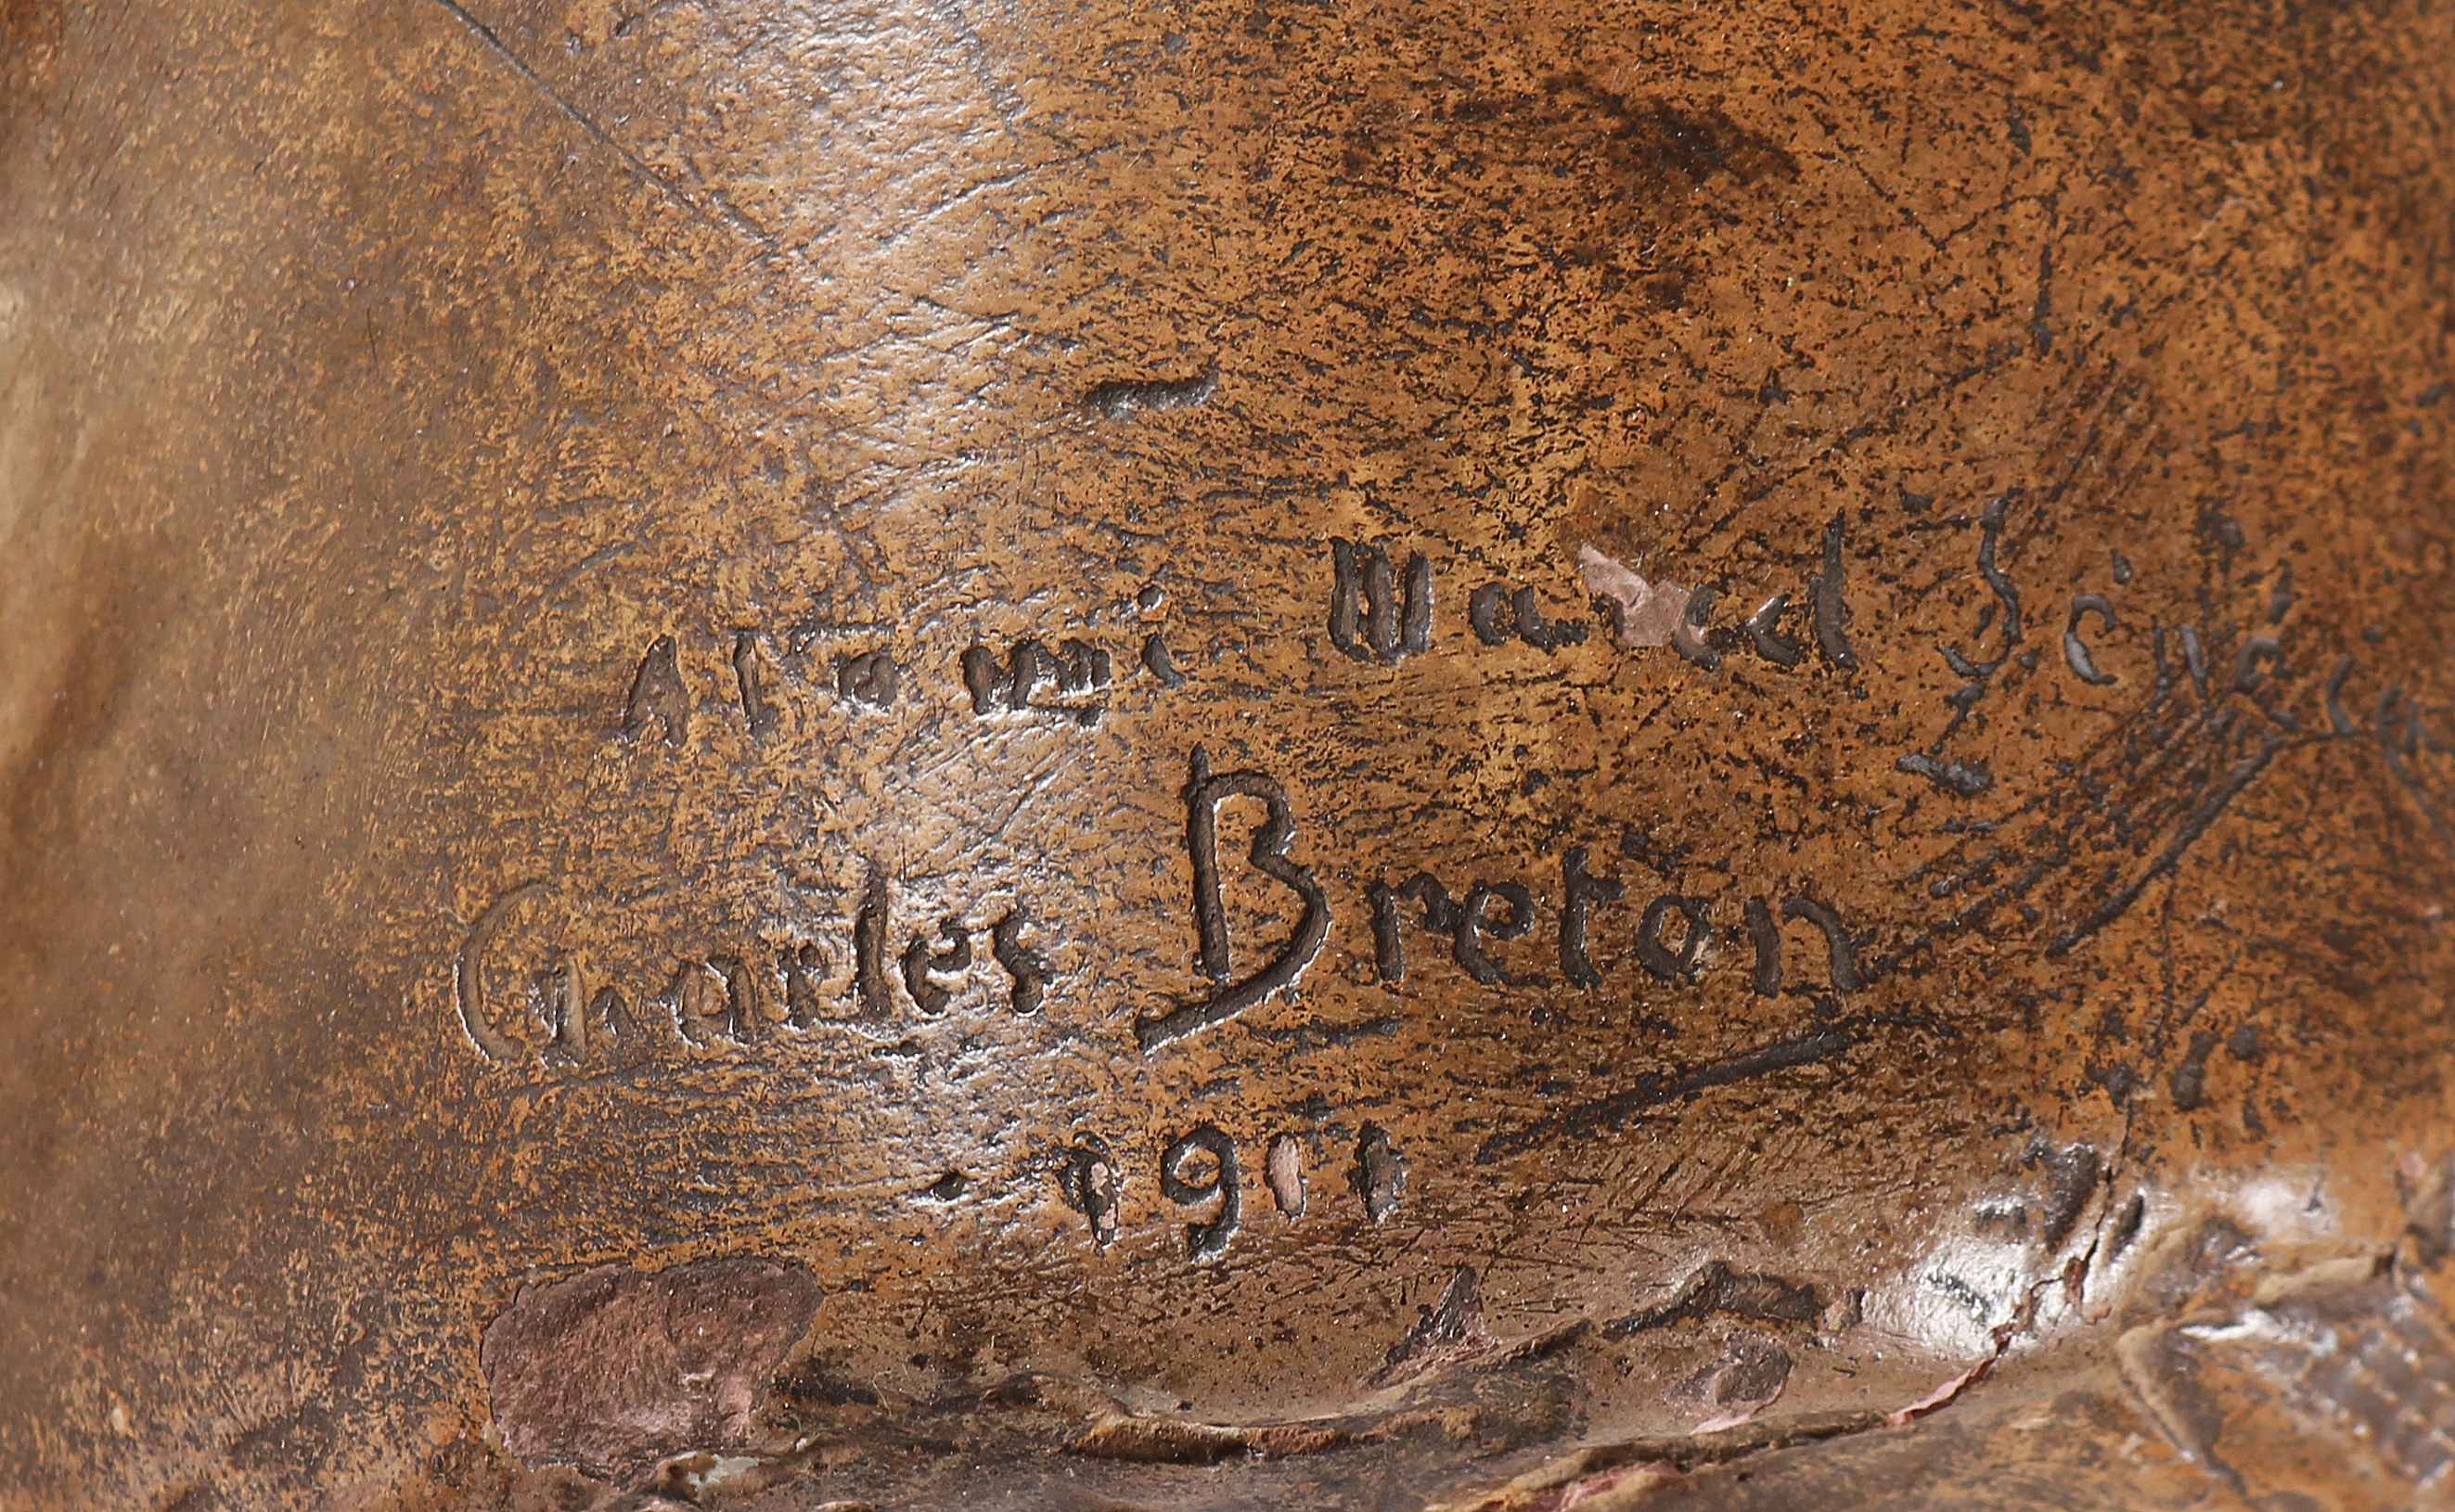 A l'ami Marcel
Charles Breton
1911